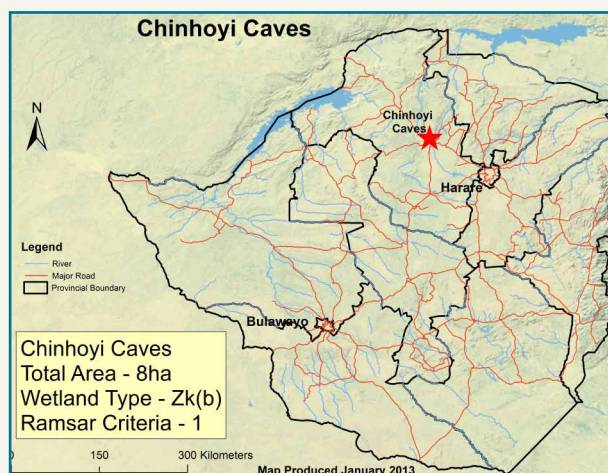 Chinhoyi Caves
N
Chinhoyi
Caves
Harare
Legend
River
Major Road
Provincial Boundary
Bulawayo
Chinhoyi Caves
Total Area - 8ha
Wetland Type - Zk(b)
Ramsar Criteria - 1
0 150 300 Kilometers
Map Produced January 2013